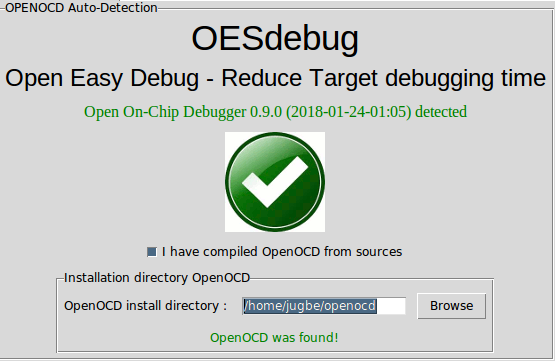 OPENOCD Auto-Detection
OESdebug
Open Easy Debug - Reduce Target debugging time
Open On-Chip Debugger 0.9.0 (2018-01-24-01:05) detected
I have compiled OpenOCD from sources
Installation directory OpenOCD
OpenOCD install directory : /home/jugbe/openocd Browse
OpenOCD was found!